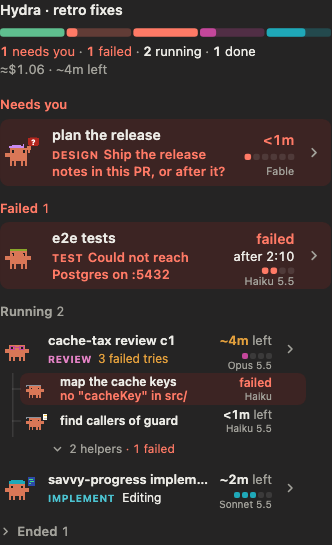 Hydra · retro fixes
1 needs you · 1 failed · 2 running · 1 done
≈$1.06 · ~4m left
Needs you
plan the release
<1m
DESIGN Ship the release
notes in this PR, or after it?
Fable
Failed 1
e2e tests
failed
after 2:10
TEST Could not reach
Postgres on :5432
Haiku 5.5
Running 2
cache-tax review c1
~4m left
REVIEW 3 failed tries
Opus 5.5
map the cache keys
failed
no "cacheKey" in src/
Haiku
find callers of guard
<1m left
Haiku 5.5
2 helpers · 1 failed
savvy-progress implem...
~2m left
IMPLEMENT Editing
Sonnet 5.5
Ended 1